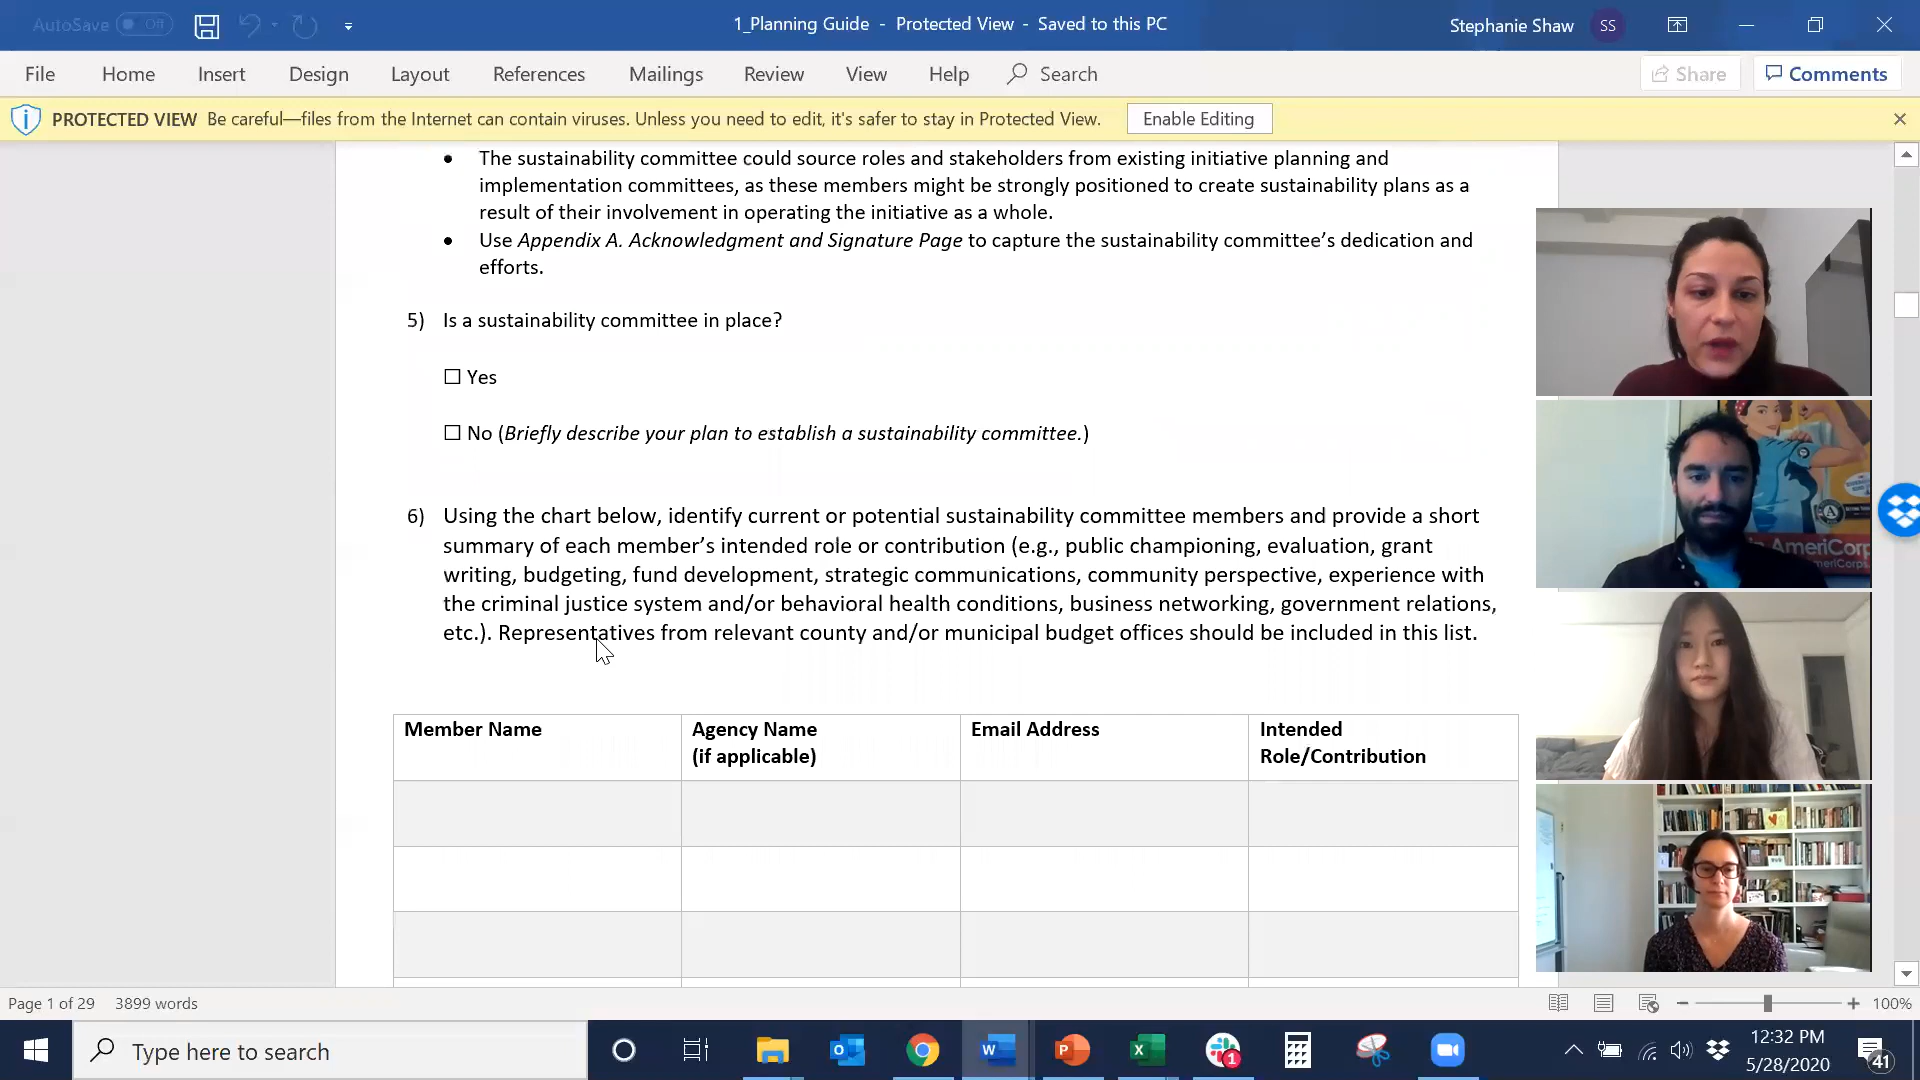 AutoSave Off
1_Planning Guide - Protected View - Saved to this PC
Stephanie Shaw SS
File Home Insert Design Layout References Mailings Review View Help Search Share Comments
PROTECTED VIEW Be careful—files from the Internet can contain viruses. Unless you need to edit, it's safer to stay in Protected View. Enable Editing
• The sustainability committee could source roles and stakeholders from existing initiative planning and
implementation committees, as these members might be strongly positioned to create sustainability plans as a
result of their involvement in operating the initiative as a whole.
• Use Appendix A. Acknowledgment and Signature Page to capture the sustainability committee’s dedication and
efforts.
5) Is a sustainability committee in place?
☐ Yes
☐ No (Briefly describe your plan to establish a sustainability committee.)
6) Using the chart below, identify current or potential sustainability committee members and provide a short
summary of each member’s intended role or contribution (e.g., public championing, evaluation, grant
writing, budgeting, fund development, strategic communications, community perspective, experience with
the criminal justice system and/or behavioral health conditions, business networking, government relations,
etc.). Representatives from relevant county and/or municipal budget offices should be included in this list.
Member Name
Agency Name
(if applicable)
Email Address
Intended
Role/Contribution
AmeriCorps
Page 1 of 29 3899 words
100%
Type here to search
12:32 PM
5/28/2020
41